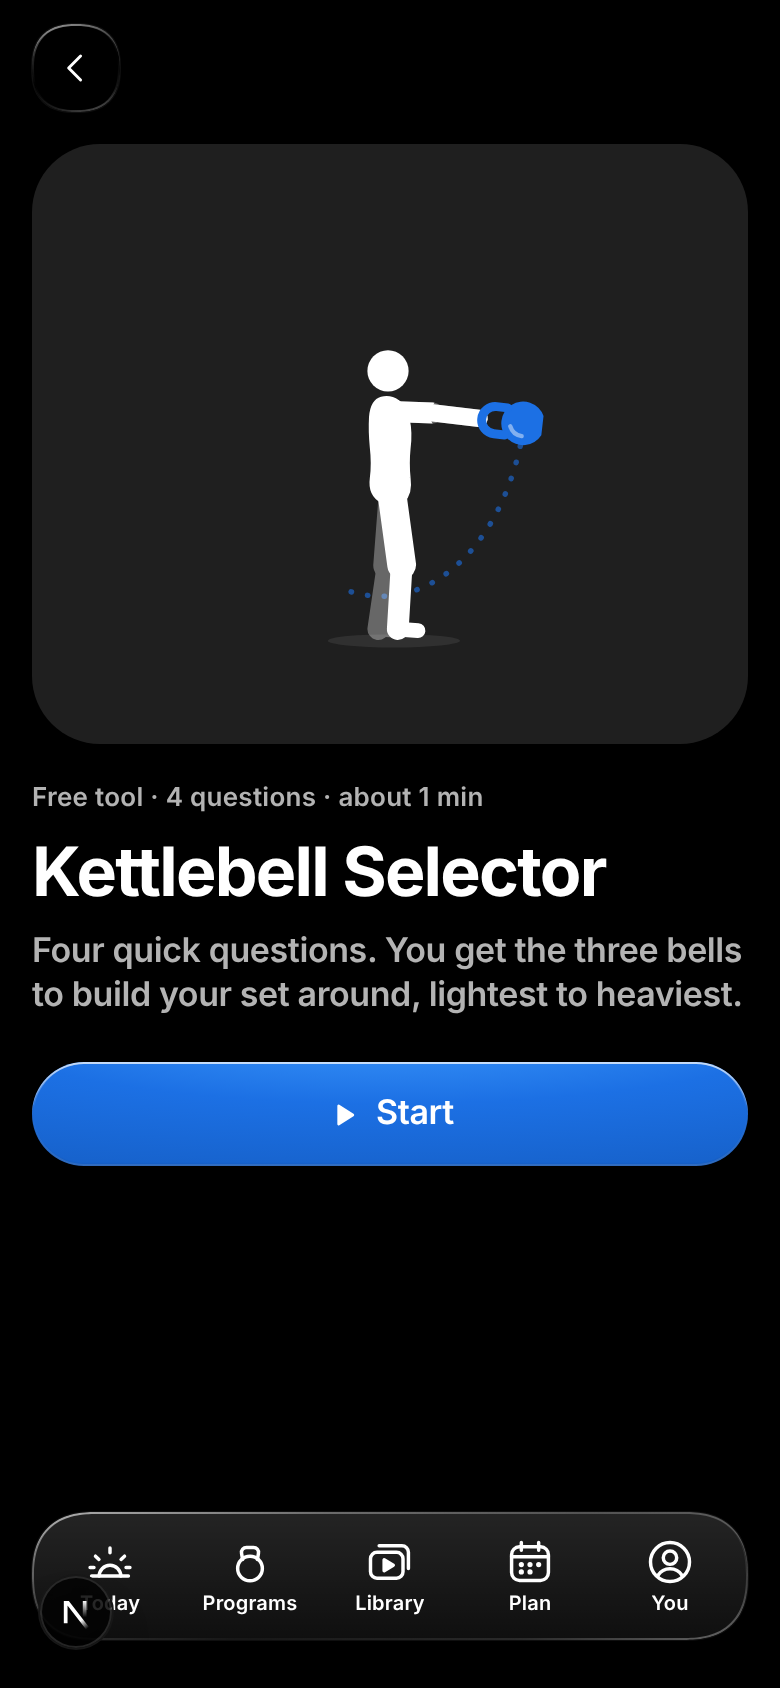 Free tool · 4 questions · about 1 min
Kettlebell Selector
Four quick questions. You get the three bells
to build your set around, lightest to heaviest.
Start
Today
Programs
Library
Plan
You
N